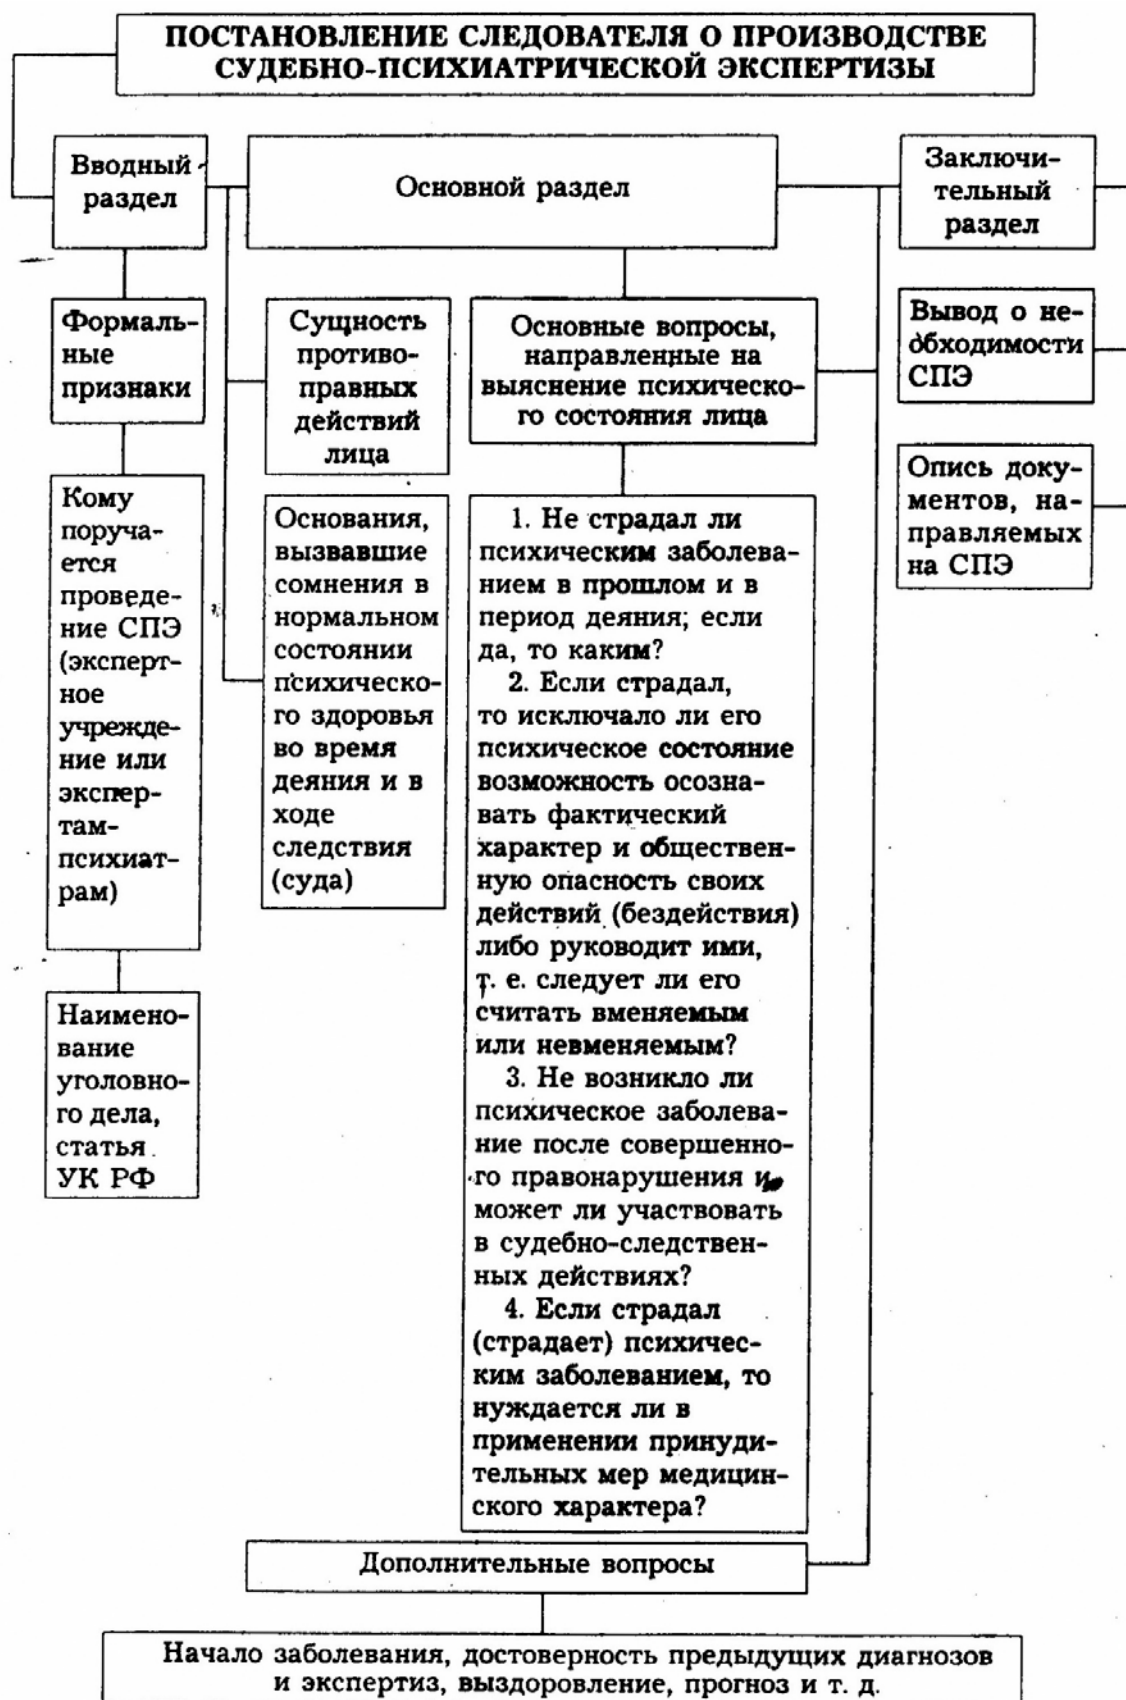 ПОСТАНОВЛЕНИЕ СЛЕДОВАТЕЛЯ О ПРОИЗВОДСТВЕ
СУДЕБНО-ПСИХИАТРИЧЕСКОЙ ЭКСПЕРТИЗЫ
Вводный
раздел
Основной раздел
Заключи-
тельный
раздел
Формаль-
ные
признаки
Сущность
противо-
правных
действий
лица
Основные вопросы,
направленные на
выяснение психическо-
го состояния лица
Вывод о не-
обходимости
СПЭ
Кому
поруча-
ется
проведе-
ние СПЭ
(эксперт-
ное
учрежде-
ние или
экспер-
там-
психиат-
рам)
Основания,
вызвавшие
сомнения в
нормальном
состоянии
психическо-
го здоровья
во время
деяния и в
ходе
следствия
(суда)
1. Не страдал ли
психическим заболева-
нием в прошлом и в
период деяния; если
да, то каким?
2. Если страдал,
то исключало ли его
психическое состояние
возможность осозна-
вать фактический
характер и обществен-
ную опасность своих
действий (бездействия)
либо руководит ими,
т. е. следует ли его
считать вменяемым
или невменяемым?
3. Не возникло ли
психическое заболева-
ние после совершенно-
го правонарушения и
может ли участвовать
в судебно-следствен-
ных действиях?
4. Если страдал
(страдает) психичес-
ким заболеванием, то
нуждается ли в
применении принуди-
тельных мер медицин-
ского характера?
Опись доку-
ментов, на-
правляемых
на СПЭ
Наимено-
вание
уголовно-
го дела,
статья
УК РФ
Дополнительные вопросы
Начало заболевания, достоверность предыдущих диагнозов
и экспертиз, выздоровление, прогноз и т. д.